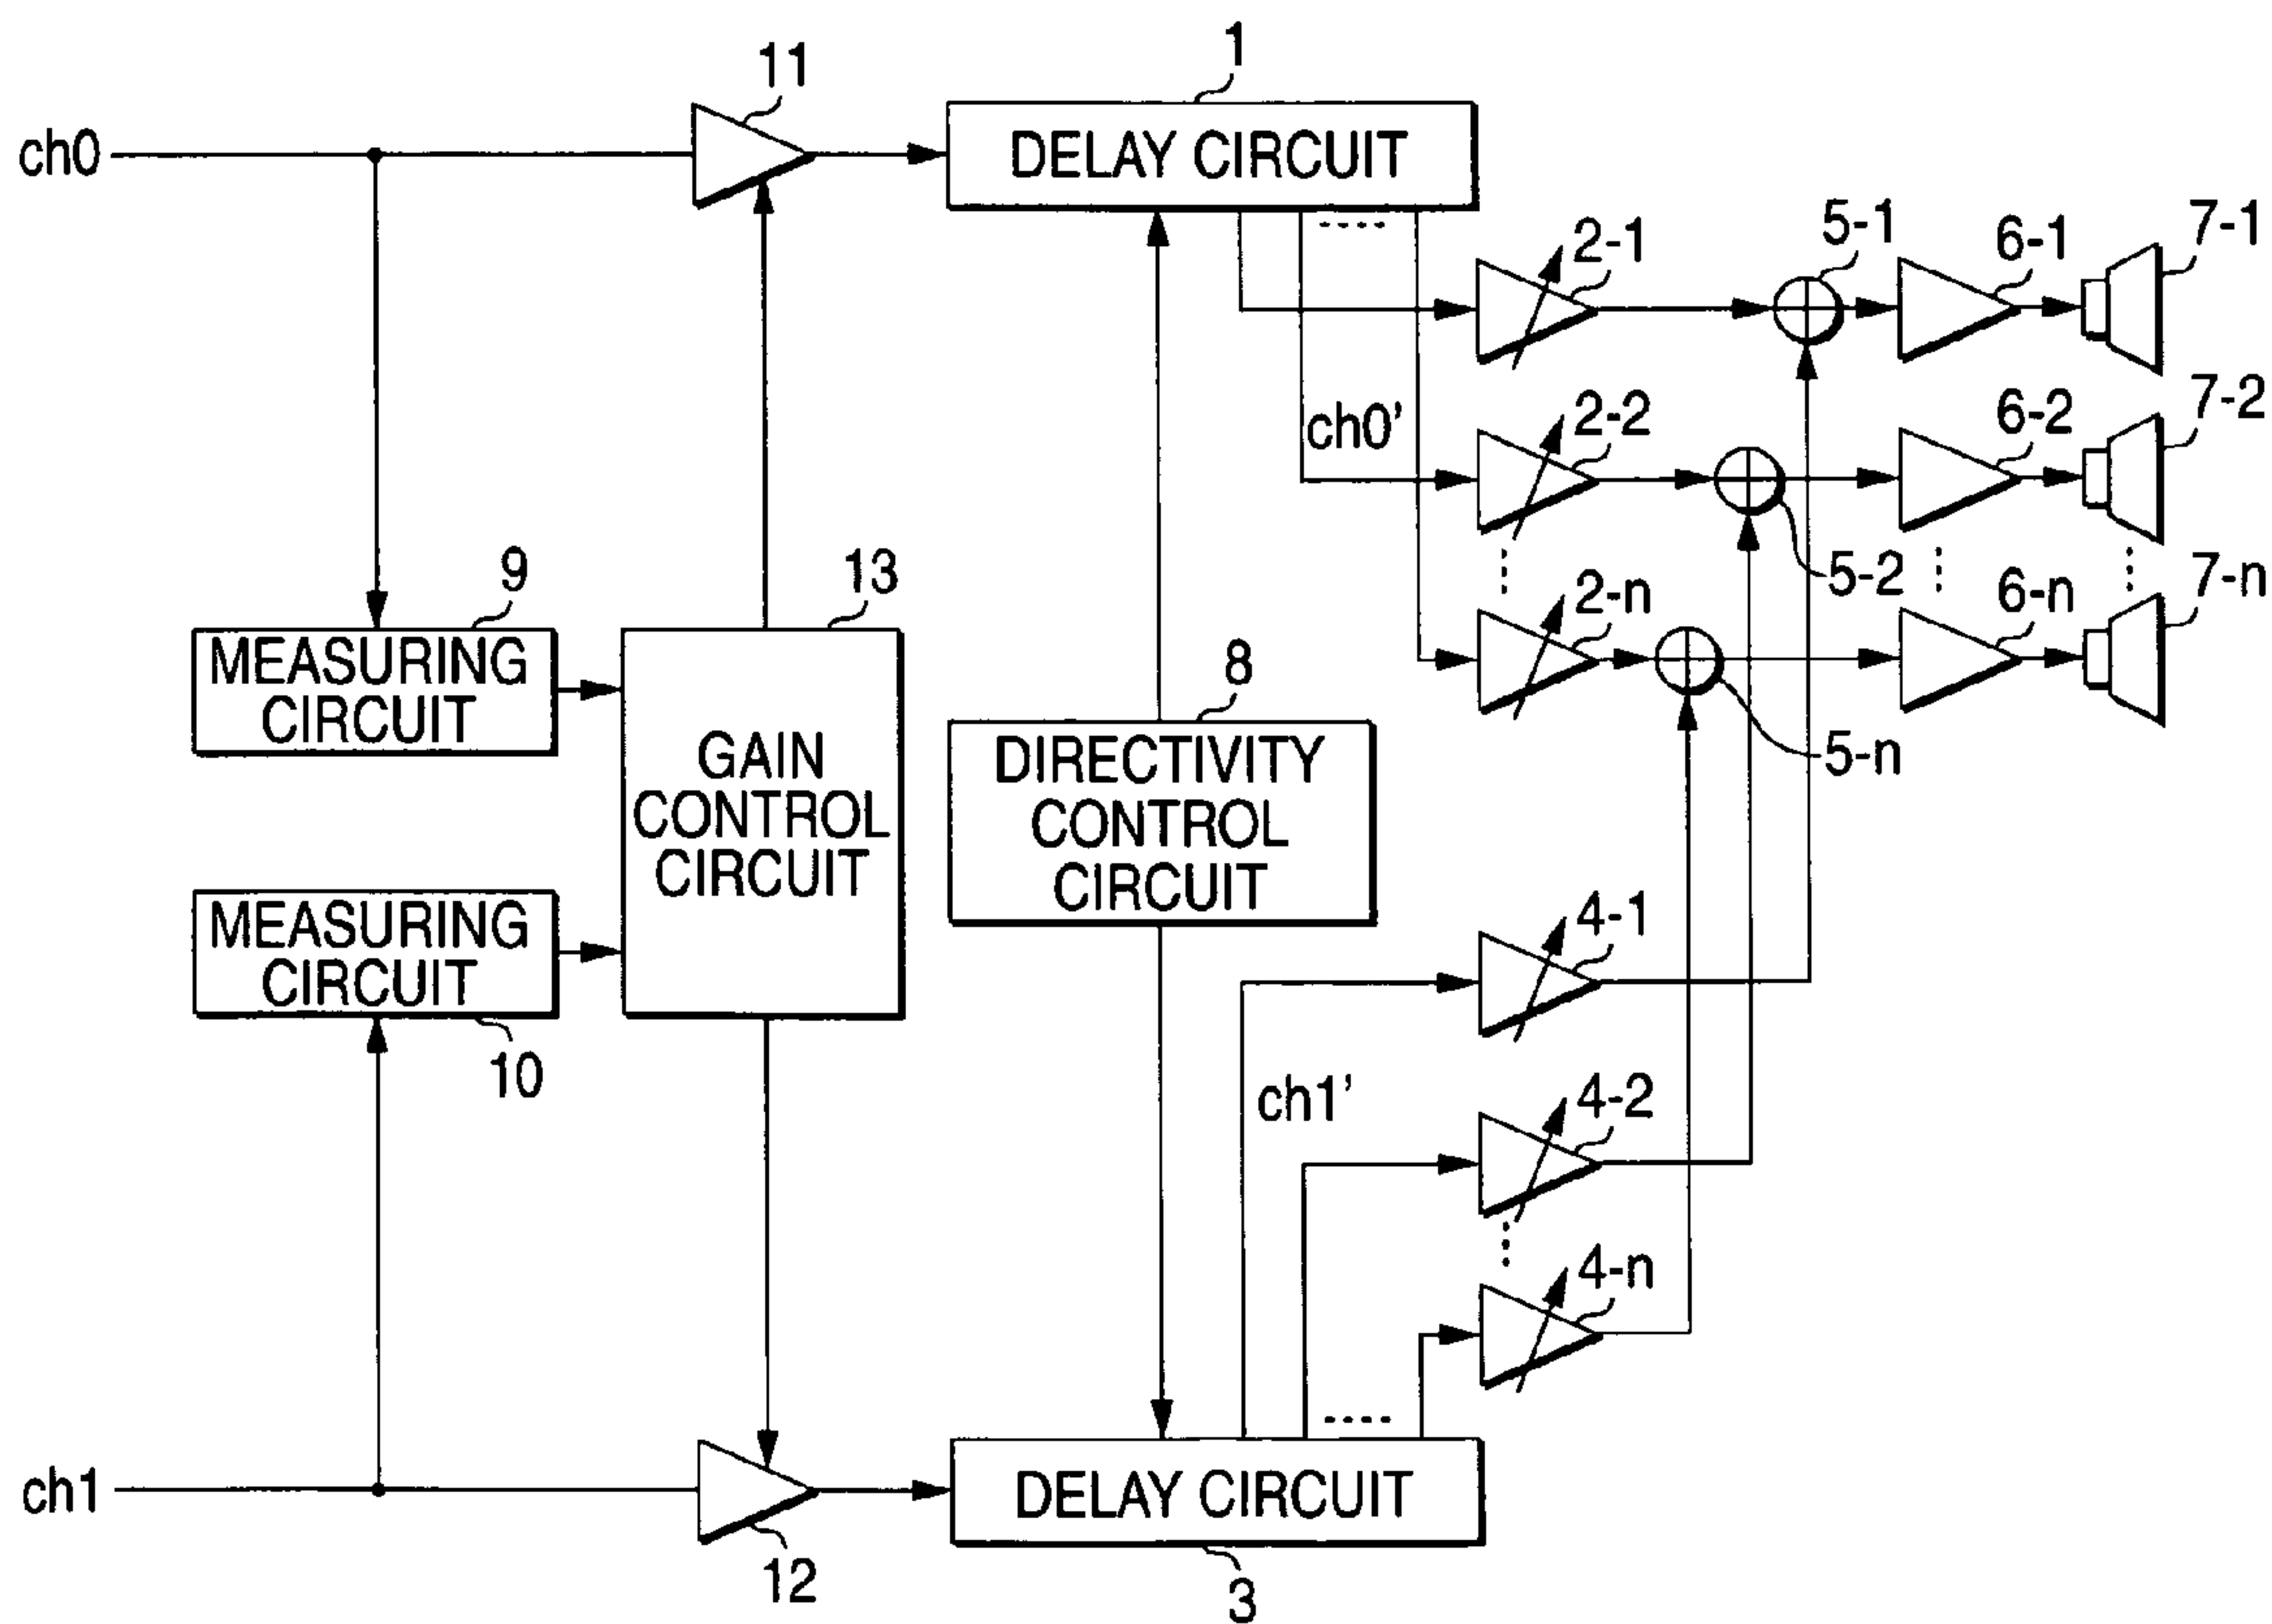 1
11
ch0
DELAY CIRCUIT
5-1
6-1
7-1
2-1
ch0'
2-2
6-2
7-2
9
13
2-n
5-2
6-n
7-n
MEASURING
CIRCUIT
8
GAIN
CONTROL
CIRCUIT
DIRECTIVITY
CONTROL
CIRCUIT
5-n
MEASURING
CIRCUIT
4-1
10
ch1'
4-2
4-n
ch1
DELAY CIRCUIT
12
3